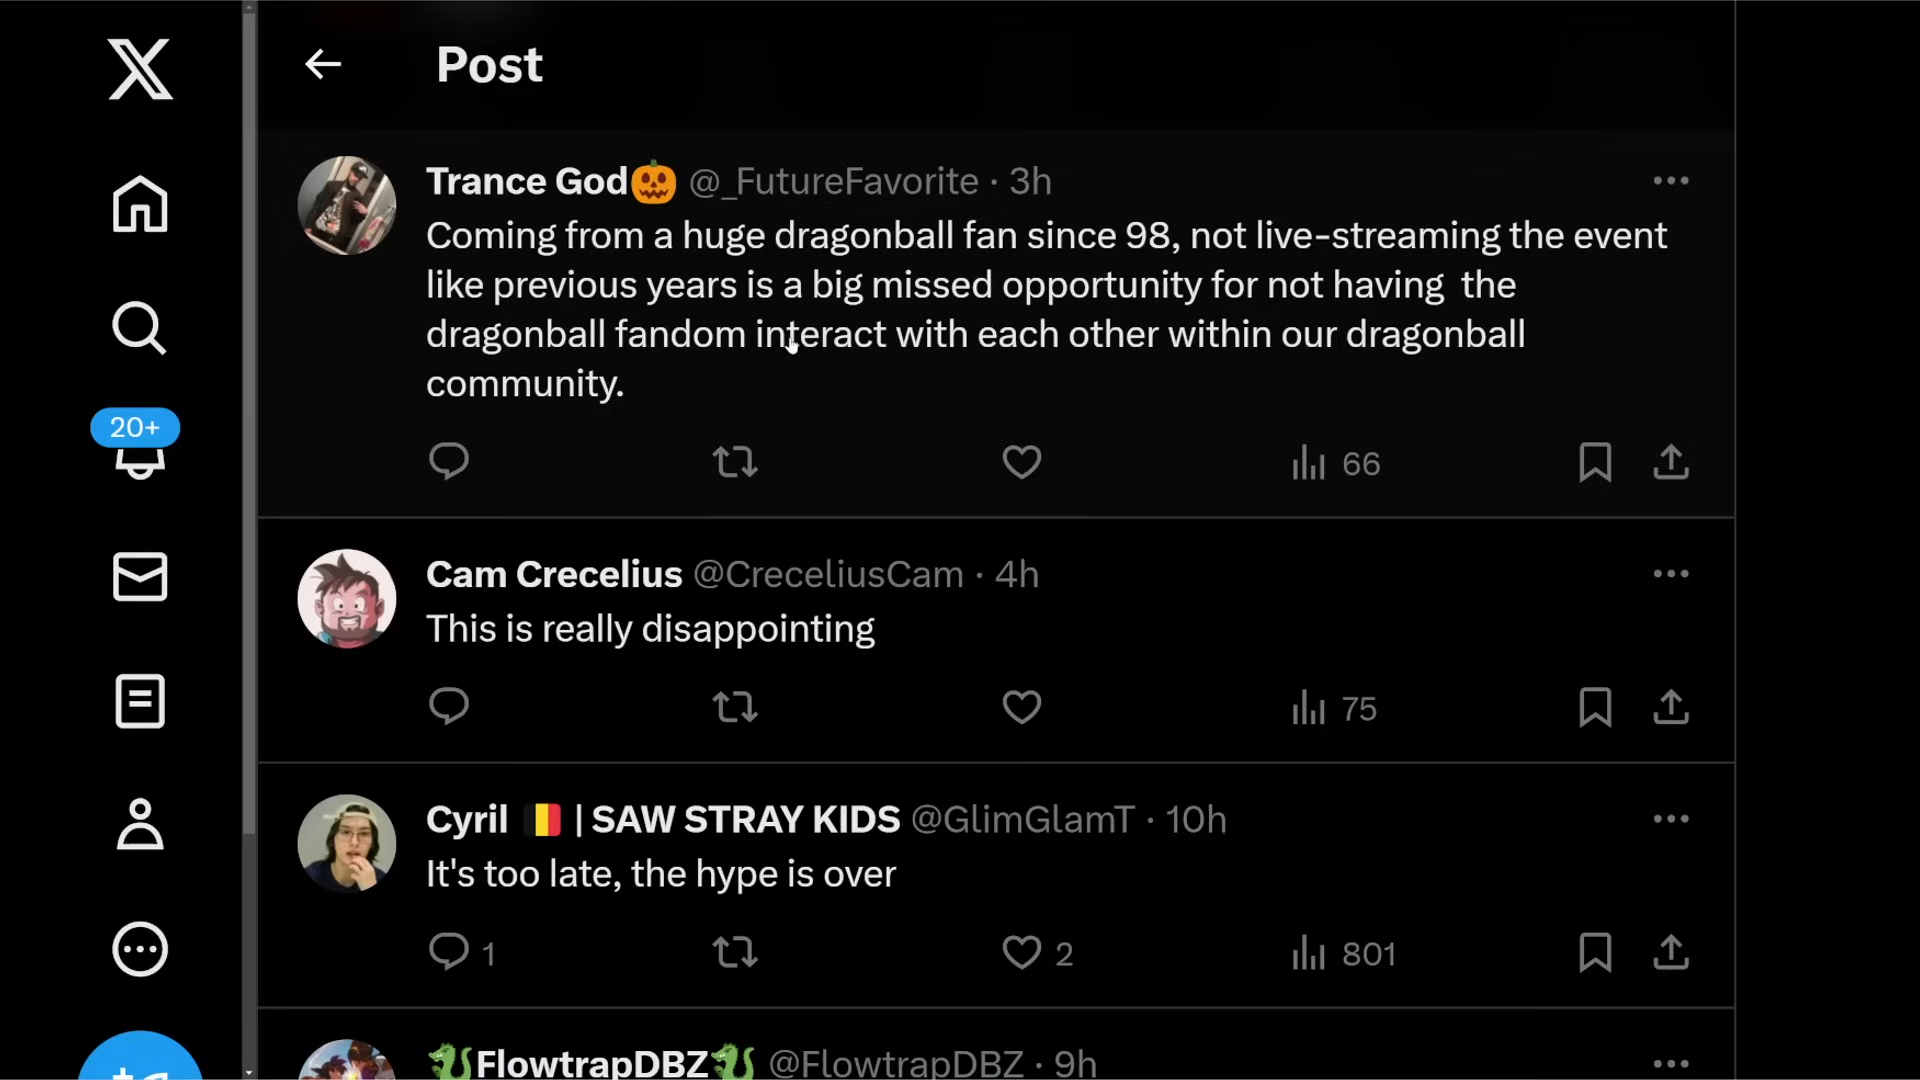 Post
Trance God🎃 @_FutureFavorite · 3h
Coming from a huge dragonball fan since 98, not live-streaming the event
like previous years is a big missed opportunity for not having  the
dragonball fandom interact with each other within our dragonball
community.
66
20+
Cam Crecelius @CreceliusCam · 4h
This is really disappointing
75
Cyril 🇧🇪 | SAW STRAY KIDS @GlimGlamT · 10h
It's too late, the hype is over
1 2 801
🐉FlowtrapDBZ🐉 @FlowtrapDBZ · 9h